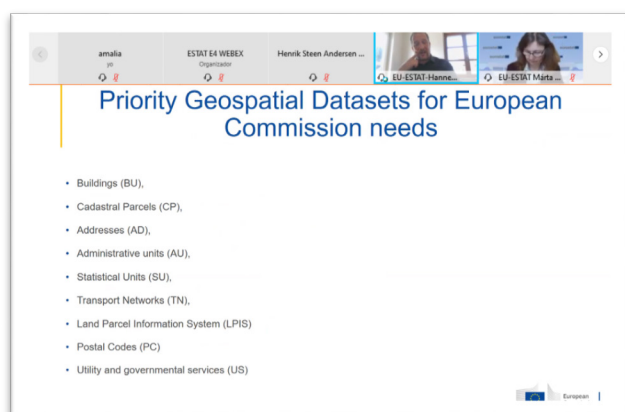 amalia
yo
ESTAT E4 WEBEX
Organizador
Henrik Steen Andersen ...
EU-ESTAT-Hanne...
EU-ESTAT Marta ...
Priority Geospatial Datasets for European
Commission needs
• Buildings (BU),
• Cadastral Parcels (CP),
• Addresses (AD),
• Administrative units (AU),
• Statistical Units (SU),
• Transport Networks (TN),
• Land Parcel Information System (LPIS)
• Postal Codes (PC)
• Utility and governmental services (US)
European